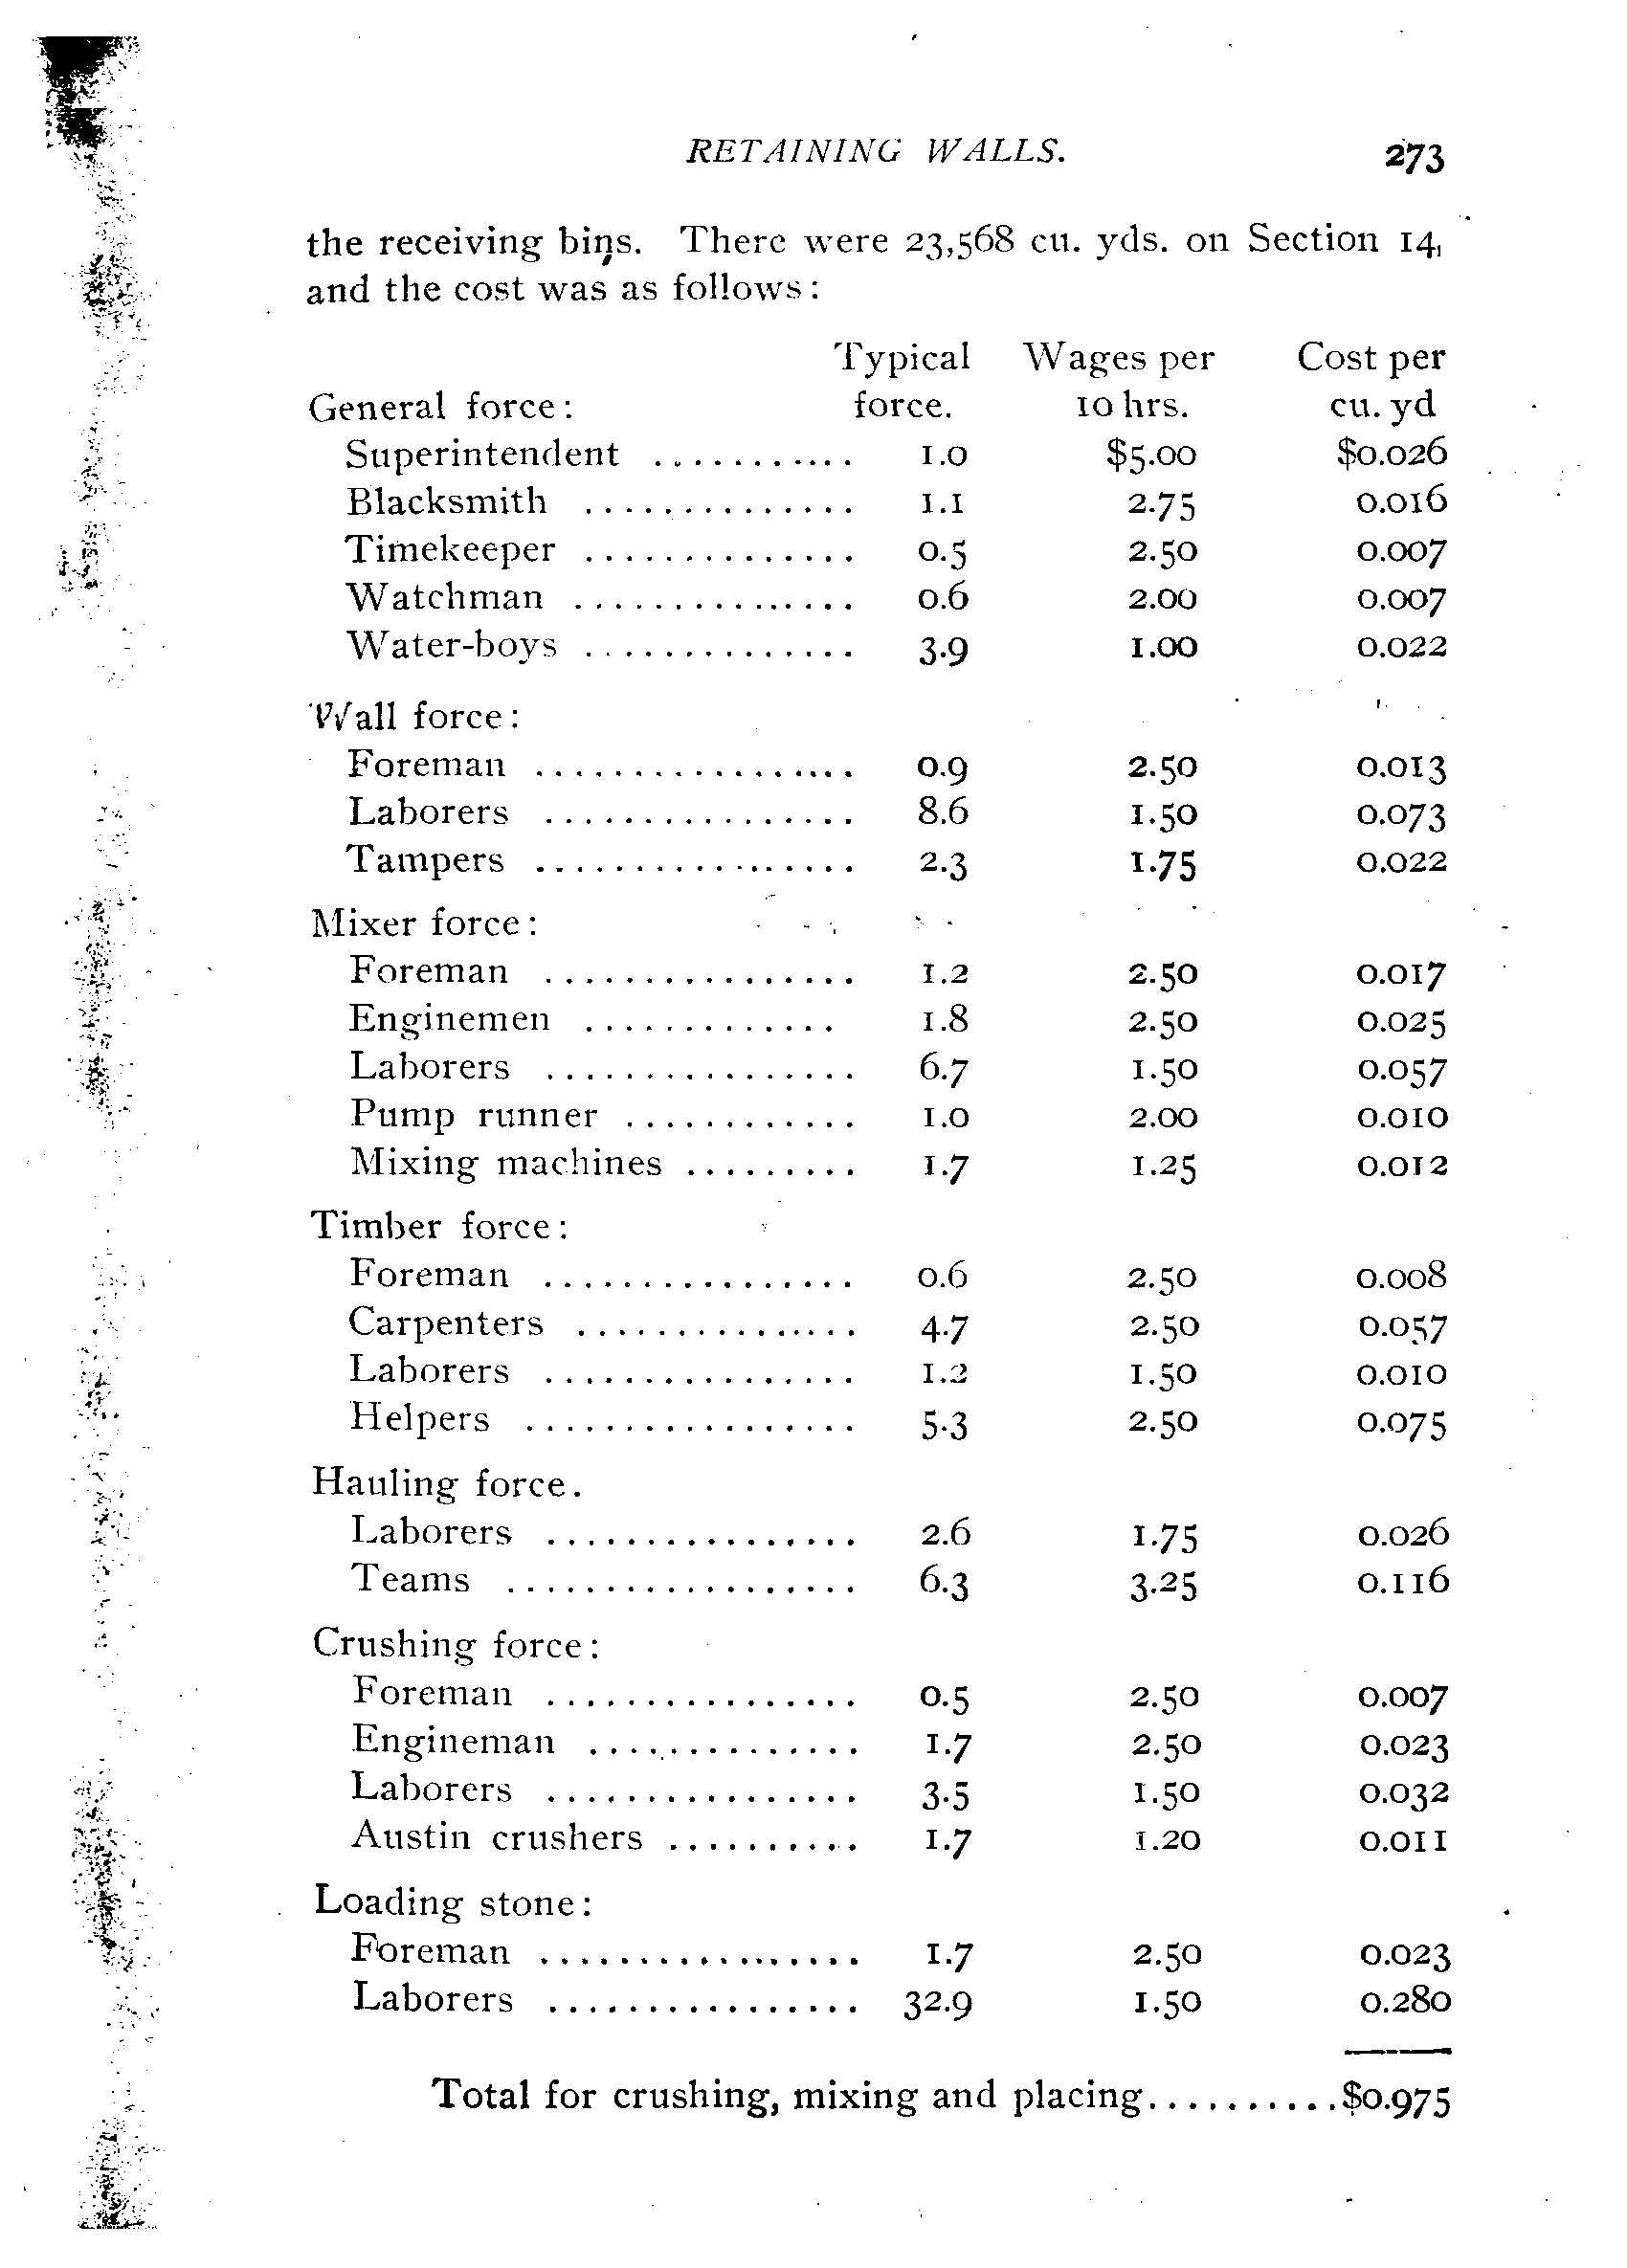 RETAINING WALLS. 273
the receiving bins. There were 23,568 cu. yds. on Section 14,
and the cost was as follows:
Typical Wages per Cost per
General force: force. 10 hrs. cu. yd
Superintendent ........... 1.0 $5.00 $0.026
Blacksmith .............. 1.1 2.75 0.016
Timekeeper .............. 0.5 2.50 0.007
Watchman ............... 0.6 2.00 0.007
Water-boys .............. 3.9 1.00 0.022
Wall force:
Foreman ................. 0.9 2.50 0.013
Laborers ................ 8.6 1.50 0.073
Tampers ................. 2.3 1.75 0.022
Mixer force:
Foreman ................ 1.2 2.50 0.017
Enginemen ............. 1.8 2.50 0.025
Laborers ................ 6.7 1.50 0.057
Pump runner ............ 1.0 2.00 0.010
Mixing machines ......... 1.7 1.25 0.012
Timber force:
Foreman ................ 0.6 2.50 0.008
Carpenters ............... 4.7 2.50 0.057
Laborers ................ 1.2 1.50 0.010
Helpers ................. 5.3 2.50 0.075
Hauling force.
Laborers ................ 2.6 1.75 0.026
Teams .................. 6.3 3.25 0.116
Crushing force:
Foreman ................ 0.5 2.50 0.007
Engineman .............. 1.7 2.50 0.023
Laborers ................ 3.5 1.50 0.032
Austin crushers .......... 1.7 1.20 0.011
Loading stone:
Foreman ................ 1.7 2.50 0.023
Laborers ................ 32.9 1.50 0.280
Total for crushing, mixing and placing..........$0.975